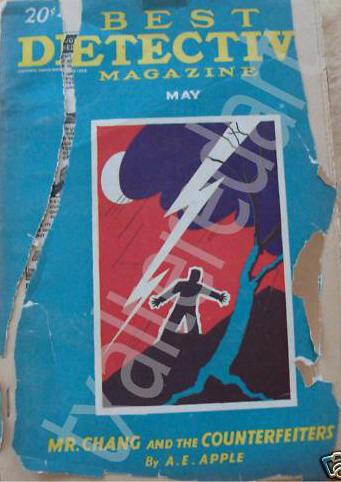 20¢
BEST
DETECTIV
MAGAZINE
MAY
MR. CHANG AND THE COUNTERFEITERS
By A.E. APPLE